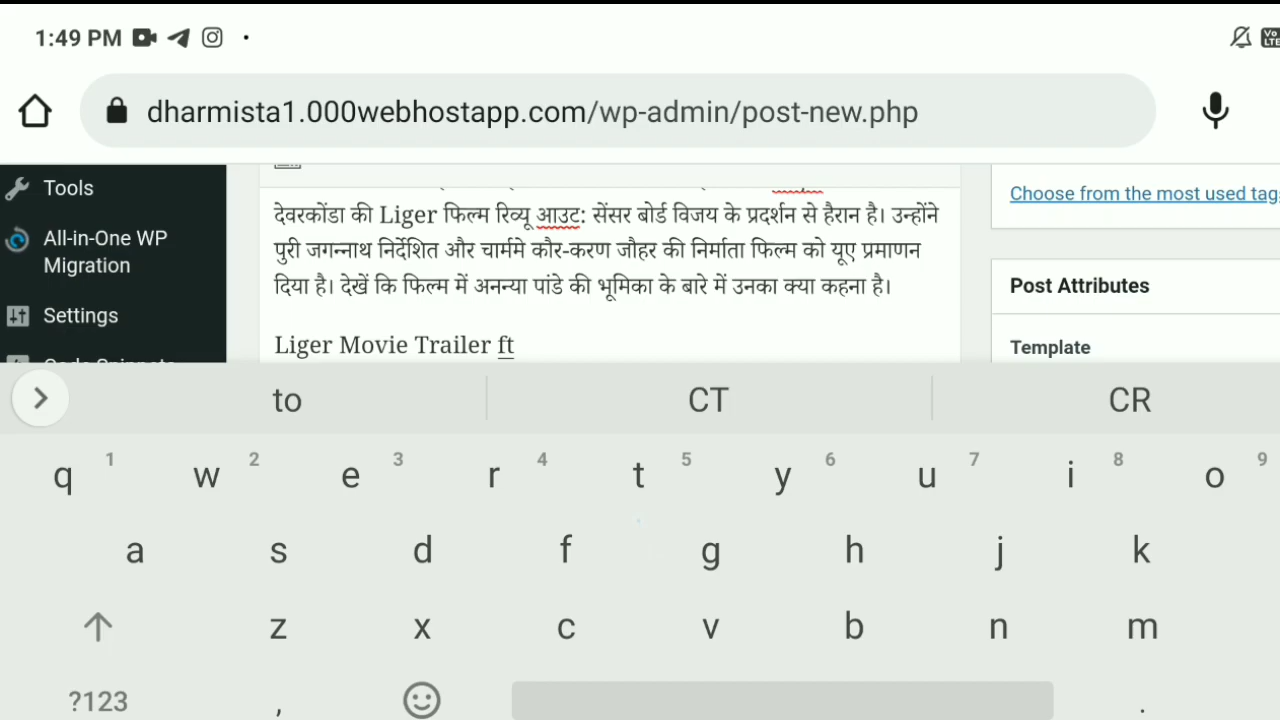 1:49 PM
Vo
LTE
dharmista1.000webhostapp.com/wp-admin/post-new.php
Tools
All-in-One WP
Migration
Settings
देवरकोंडा की Liger फिल्म रिव्यू आउट: सेंसर बोर्ड विजय के प्रदर्शन से हैरान है। उन्होंने
पुरी जगन्नाथ निर्देशित और चार्ममे कौर-करण जौहर की निर्माता फिल्म को यूए प्रमाणन
दिया है। देखें कि फिल्म में अनन्या पांडे की भूमिका के बारे में उनका क्या कहना है।
Liger Movie Trailer ft
Choose from the most used tag
Post Attributes
Template
to CT CR
q 1 w 2 e 3 r 4 t 5 y 6 u 7 i 8 o 9
a s d f g h j k
z x c v b n m
?123 , .